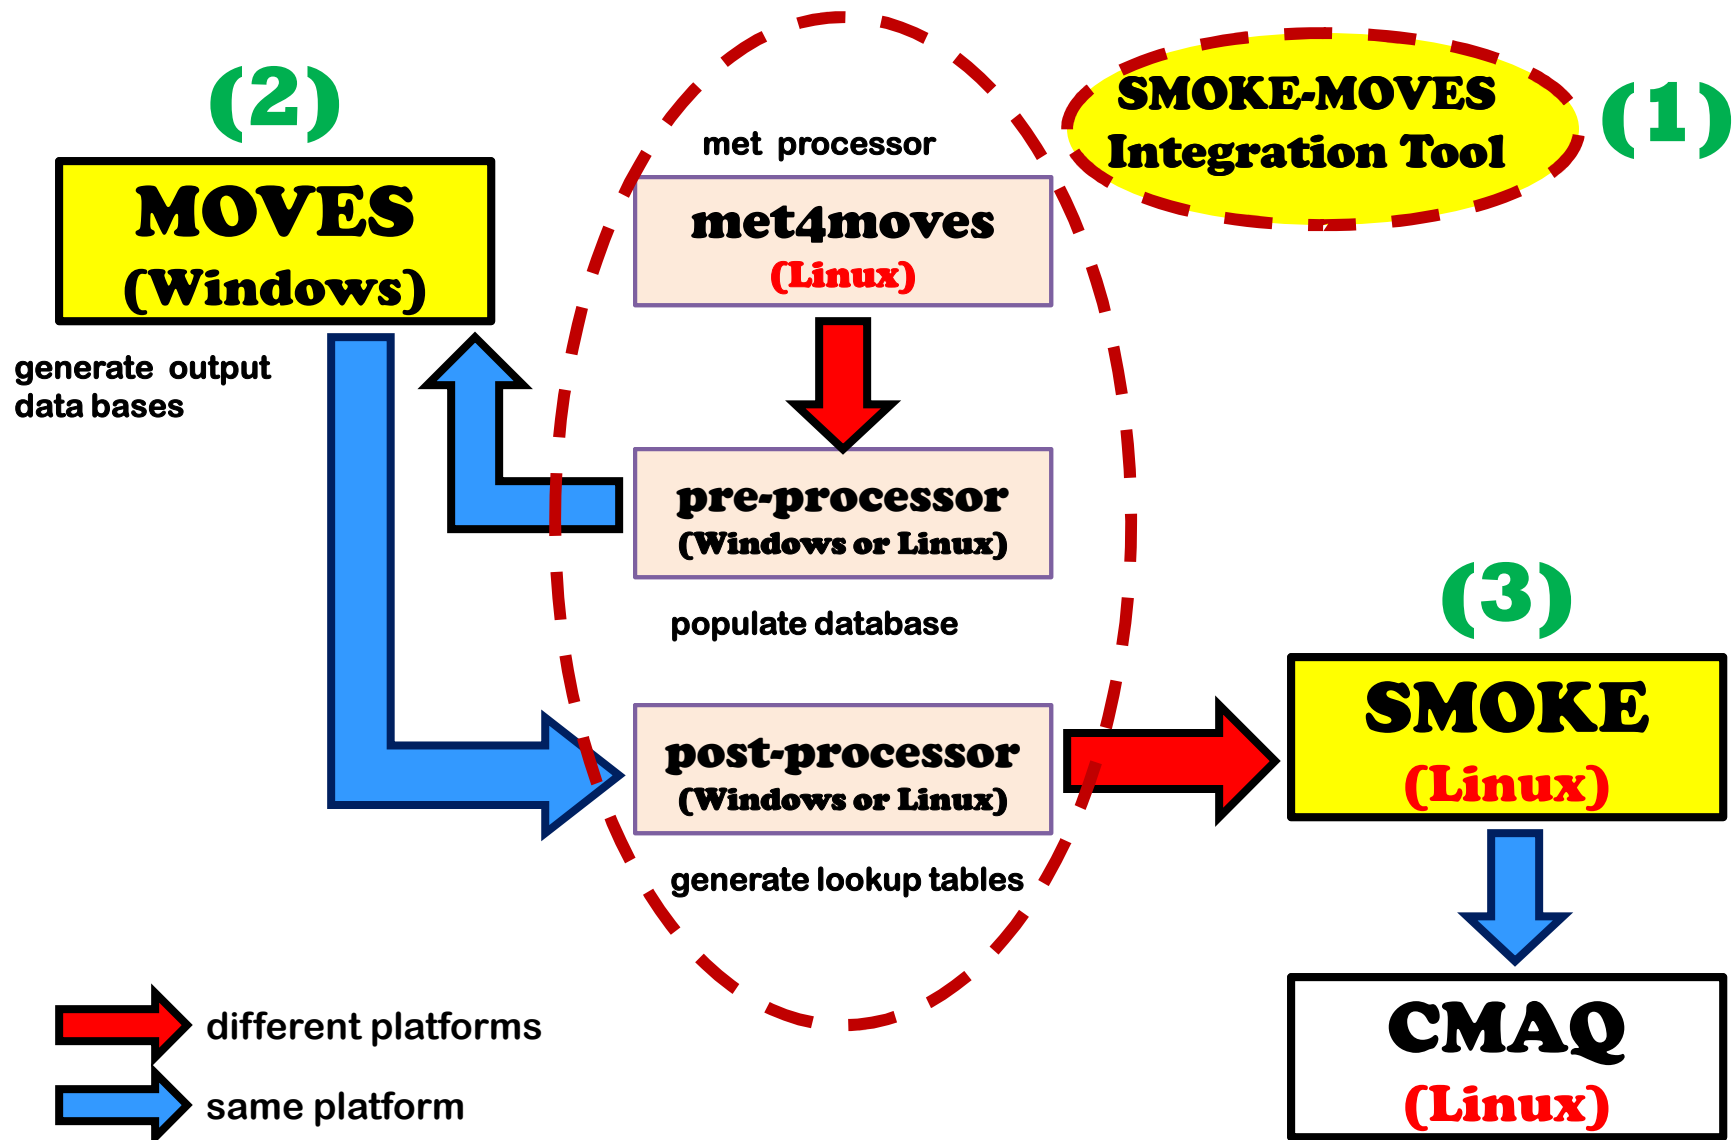 (2)
MOVES
(Windows)
generate output
data bases
met processor
met4moves
(Linux)
pre-processor
(Windows or Linux)
populate database
post-processor
(Windows or Linux)
generate lookup tables
SMOKE-MOVES
Integration Tool
(1)
(3)
SMOKE
(Linux)
CMAQ
(Linux)
different platforms
same platform